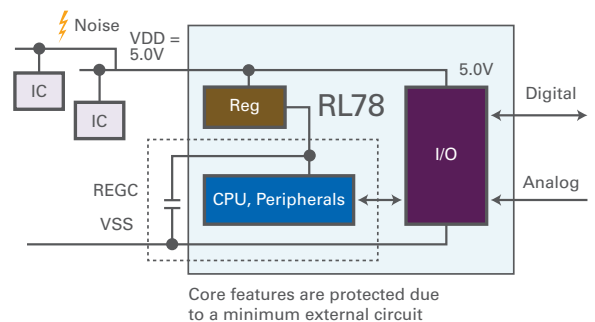 Noise
VDD =
5.0V
IC
IC
Reg
RL78
5.0V
Digital
I/O
Analog
REGC
CPU, Peripherals
VSS
Core features are protected due
to a minimum external circuit